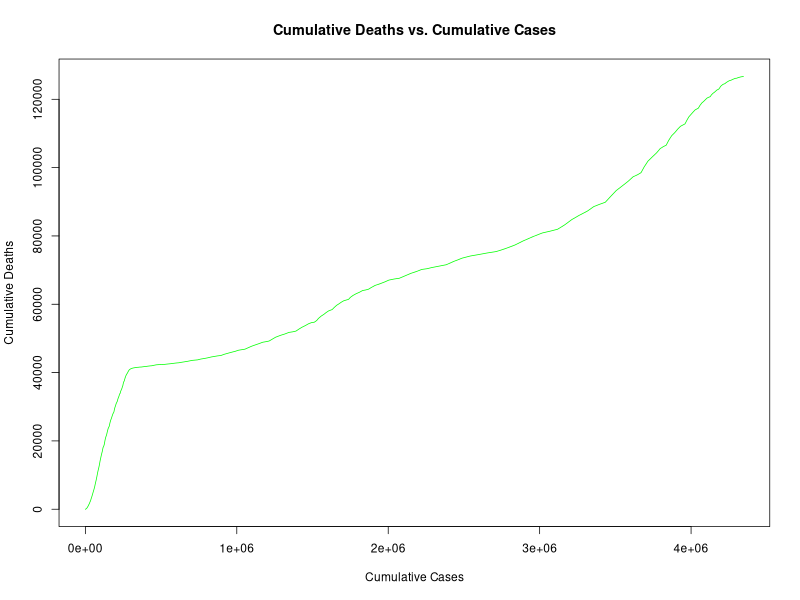 Cumulative Deaths vs. Cumulative Cases
120000
100000
80000
60000
40000
20000
0
Cumulative Deaths
0e+00 1e+06 2e+06 3e+06 4e+06
Cumulative Cases